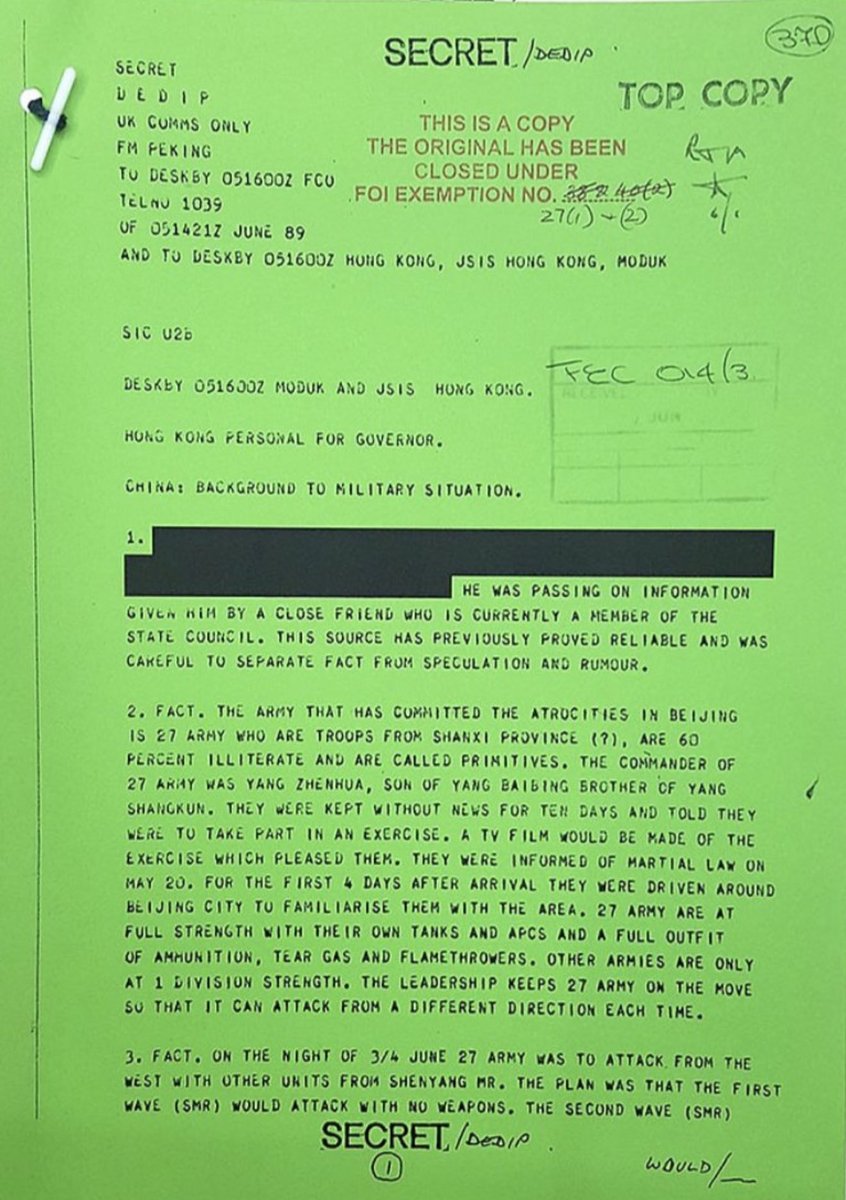 370
SECRET/DEDIP
SECRET
D E D I P
TOP COPY
UK COMMS ONLY
FM PEKING
TO DESKBY 051600Z FCO
TELNO 1039
OF 051421Z JUNE 89
AND TO DESKBY 051600Z HONG KONG, JSIS HONG KONG, MODUK
THIS IS A COPY
THE ORIGINAL HAS BEEN
CLOSED UNDER
FOI EXEMPTION NO. 40(2)
27(1)+(2)
SIC U2B
FEC 014/3
RECEIVED
JUN
DESKBY 051600Z MODUK AND JSIS HONG KONG.
HONG KONG PERSONAL FOR GOVERNOR.
CHINA: BACKGROUND TO MILITARY SITUATION.
1.
HE WAS PASSING ON INFORMATION
GIVEN HIM BY A CLOSE FRIEND WHO IS CURRENTLY A MEMBER OF THE
STATE COUNCIL. THIS SOURCE HAS PREVIOUSLY PROVED RELIABLE AND WAS
CAREFUL TO SEPARATE FACT FROM SPECULATION AND RUMOUR.
2. FACT. THE ARMY THAT HAS COMMITTED THE ATROCITIES IN BEIJING
IS 27 ARMY WHO ARE TROOPS FROM SHANXI PROVINCE (?), ARE 60
PERCENT ILLITERATE AND ARE CALLED PRIMITIVES. THE COMMANDER OF
27 ARMY WAS YANG ZHENHUA, SON OF YANG BAIBING BROTHER OF YANG
SHANGKUN. THEY WERE KEPT WITHOUT NEWS FOR TEN DAYS AND TOLD THEY
WERE TO TAKE PART IN AN EXERCISE. A TV FILM WOULD BE MADE OF THE
EXERCISE WHICH PLEASED THEM. THEY WERE INFORMED OF MARTIAL LAW ON
MAY 20. FOR THE FIRST 4 DAYS AFTER ARRIVAL THEY WERE DRIVEN AROUND
BEIJING CITY TO FAMILIARISE THEM WITH THE AREA. 27 ARMY ARE AT
FULL STRENGTH WITH THEIR OWN TANKS AND APCS AND A FULL OUTFIT
OF AMMUNITION, TEAR GAS AND FLAMETHROWERS. OTHER ARMIES ARE ONLY
AT 1 DIVISION STRENGTH. THE LEADERSHIP KEEPS 27 ARMY ON THE MOVE
SO THAT IT CAN ATTACK FROM A DIFFERENT DIRECTION EACH TIME.
3. FACT. ON THE NIGHT OF 3/4 JUNE 27 ARMY WAS TO ATTACK FROM THE
WEST WITH OTHER UNITS FROM SHENYANG MR. THE PLAN WAS THAT THE FIRST
WAVE (SMR) WOULD ATTACK WITH NO WEAPONS. THE SECOND WAVE (SMR)
SECRET/DEDIP
1
WOULD/